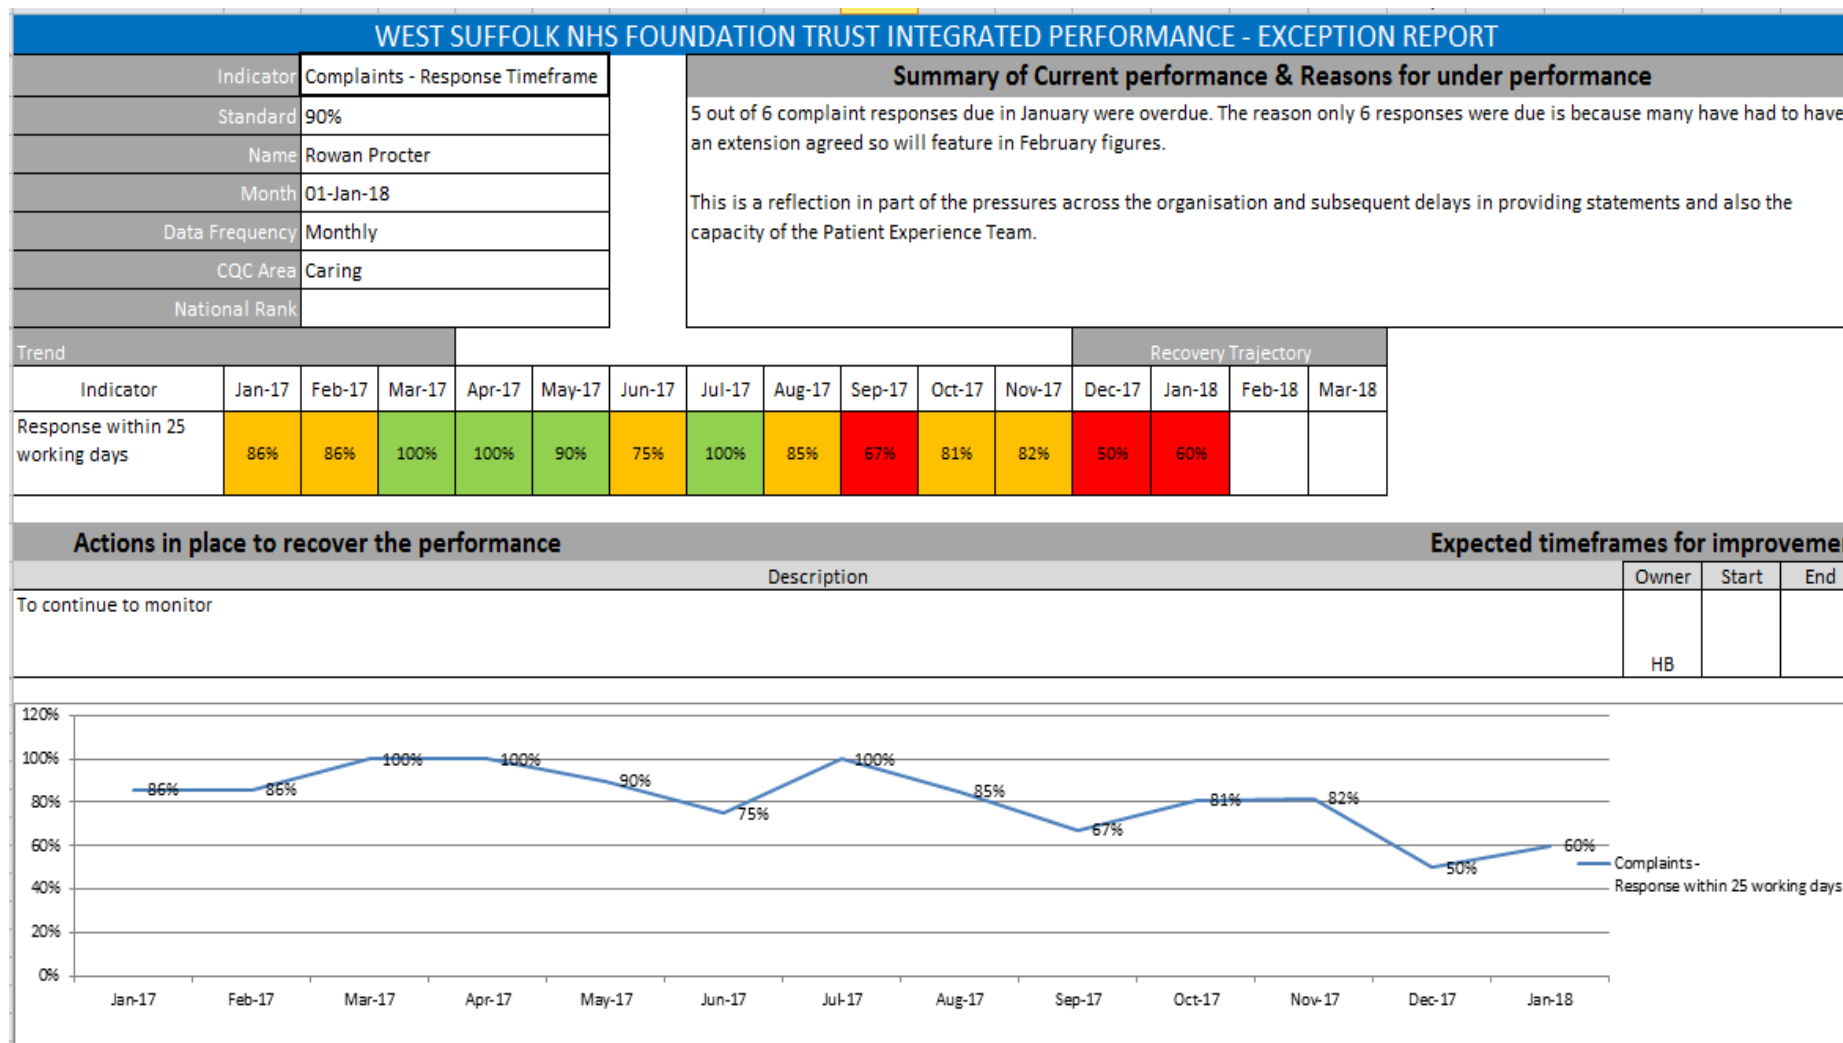 WEST SUFFOLK NHS FOUNDATION TRUST INTEGRATED PERFORMANCE - EXCEPTION REPORT
Indicator Complaints - Response Timeframe
Standard 90%
Name Rowan Procter
Month 01-Jan-18
Data Frequency Monthly
CQC Area Caring
National Rank
Summary of Current performance & Reasons for under performance
5 out of 6 complaint responses due in January were overdue. The reason only 6 responses were due is because many have had to have
an extension agreed so will feature in February figures.
This is a reflection in part of the pressures across the organisation and subsequent delays in providing statements and also the
capacity of the Patient Experience Team.
Trend Recovery Trajectory
Indicator Jan-17 Feb-17 Mar-17 Apr-17 May-17 Jun-17 Jul-17 Aug-17 Sep-17 Oct-17 Nov-17 Dec-17 Jan-18 Feb-18 Mar-18
Response within 25
working days 86% 86% 100% 100% 90% 75% 100% 85% 67% 81% 82% 50% 60%
Actions in place to recover the performance Expected timeframes for improvemen
Description Owner Start End
To continue to monitor
HB
120%
100%
80%
60%
40%
20%
0%
86% 86% 100% 100% 90% 75% 100% 85% 67% 81% 82% 50% 60%
Complaints -
Response within 25 working days
Jan-17 Feb-17 Mar-17 Apr-17 May-17 Jun-17 Jul-17 Aug-17 Sep-17 Oct-17 Nov-17 Dec-17 Jan-18